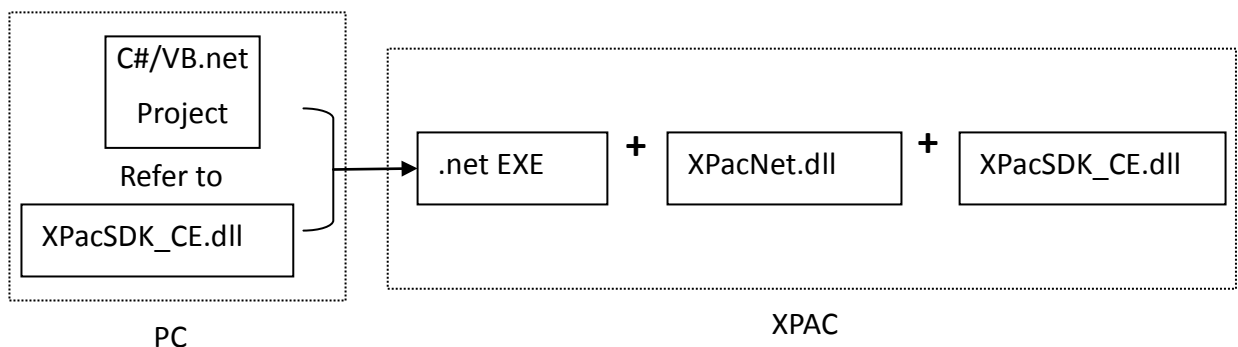 C#/VB.net
Project
Refer to
XPacSDK_CE.dll
PC
.net EXE
+
XPacNet.dll
+
XPacSDK_CE.dll
XPAC